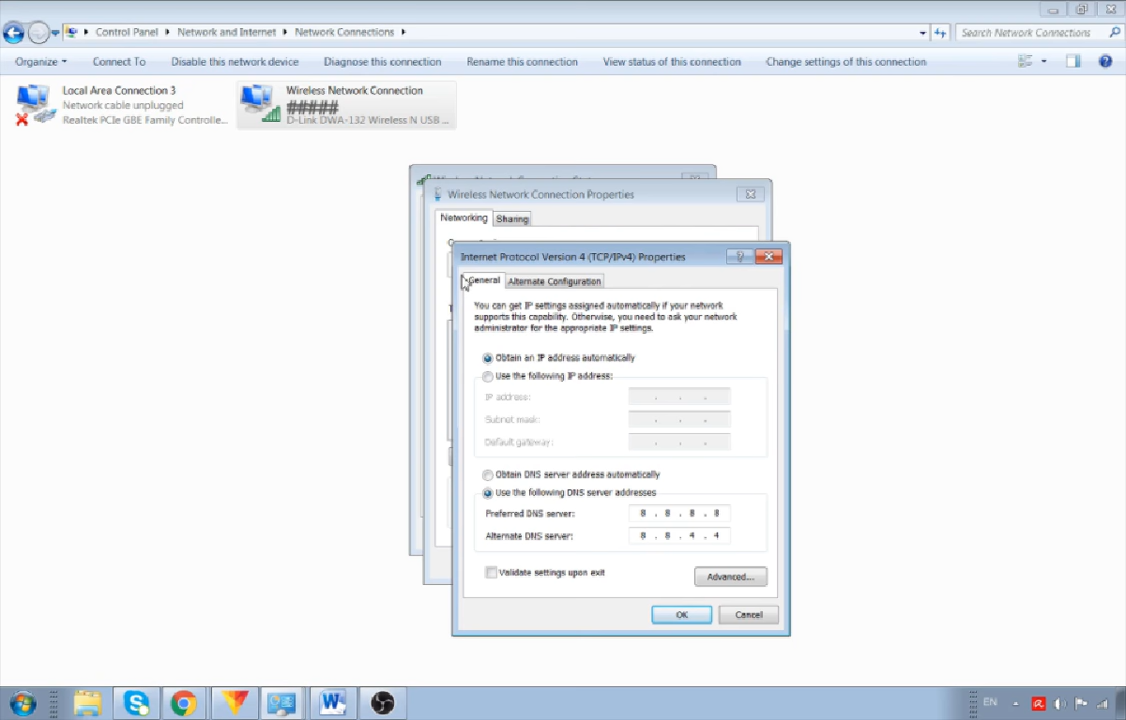 Control Panel Network and Internet Network Connections
Search Network Connections
Organize Connect To Disable this network device Diagnose this connection Rename this connection View status of this connection Change settings of this connection
Local Area Connection 3
Network cable unplugged
Realtek PCIe GBE Family Controlle...
Wireless Network Connection
#####
D-Link DWA-132 Wireless N USB ...
Wireless Network Connection Properties
Networking Sharing
Internet Protocol Version 4 (TCP/IPv4) Properties
General Alternate Configuration
You can get IP settings assigned automatically if your network
supports this capability. Otherwise, you need to ask your network
administrator for the appropriate IP settings.
Obtain an IP address automatically
Use the following IP address:
IP address: . . .
Subnet mask: . . .
Default gateway: . . .
Obtain DNS server address automatically
Use the following DNS server addresses
Preferred DNS server: 8 . 8 . 8 . 8
Alternate DNS server: 8 . 8 . 4 . 4
Validate settings upon exit
Advanced...
OK Cancel
EN